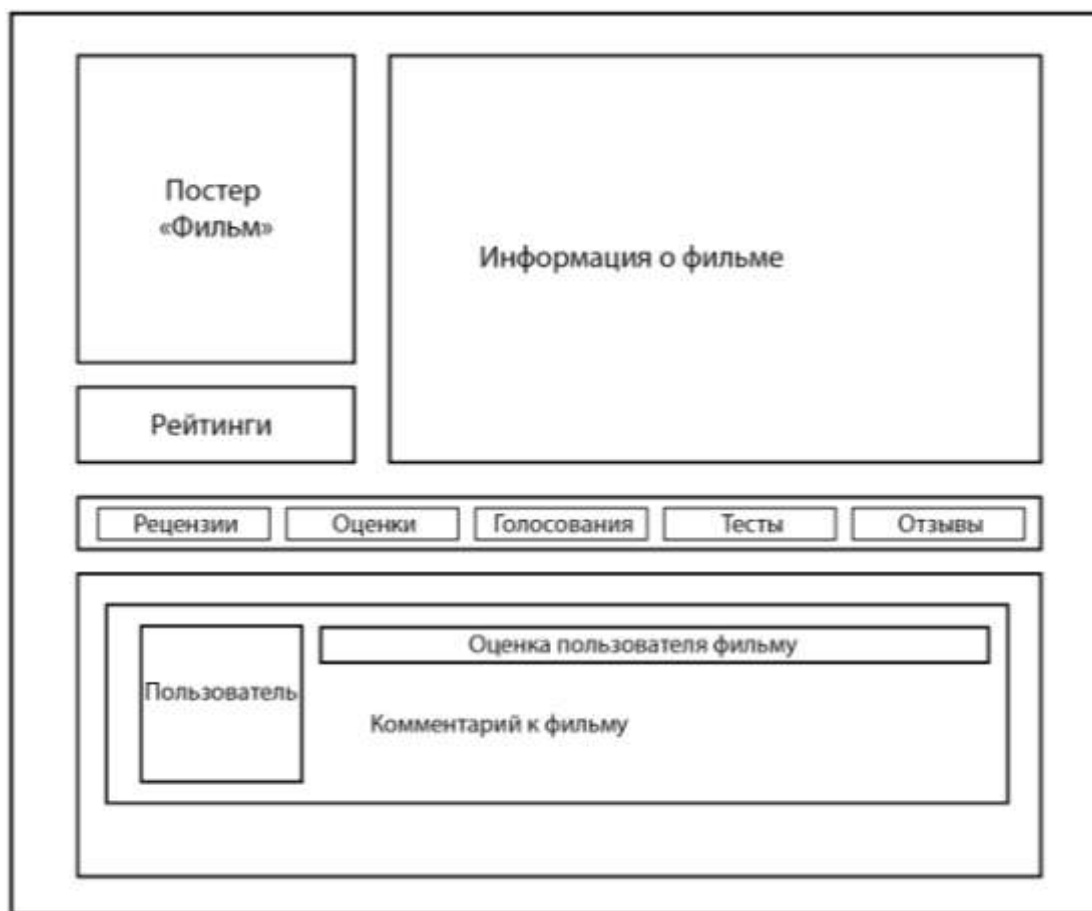 Постер
«Фильм»
Информация о фильме
Рейтинги
Рецензии
Оценки
Голосования
Тесты
Отзывы
Оценка пользователя фильму
Пользователь
Комментарий к фильму